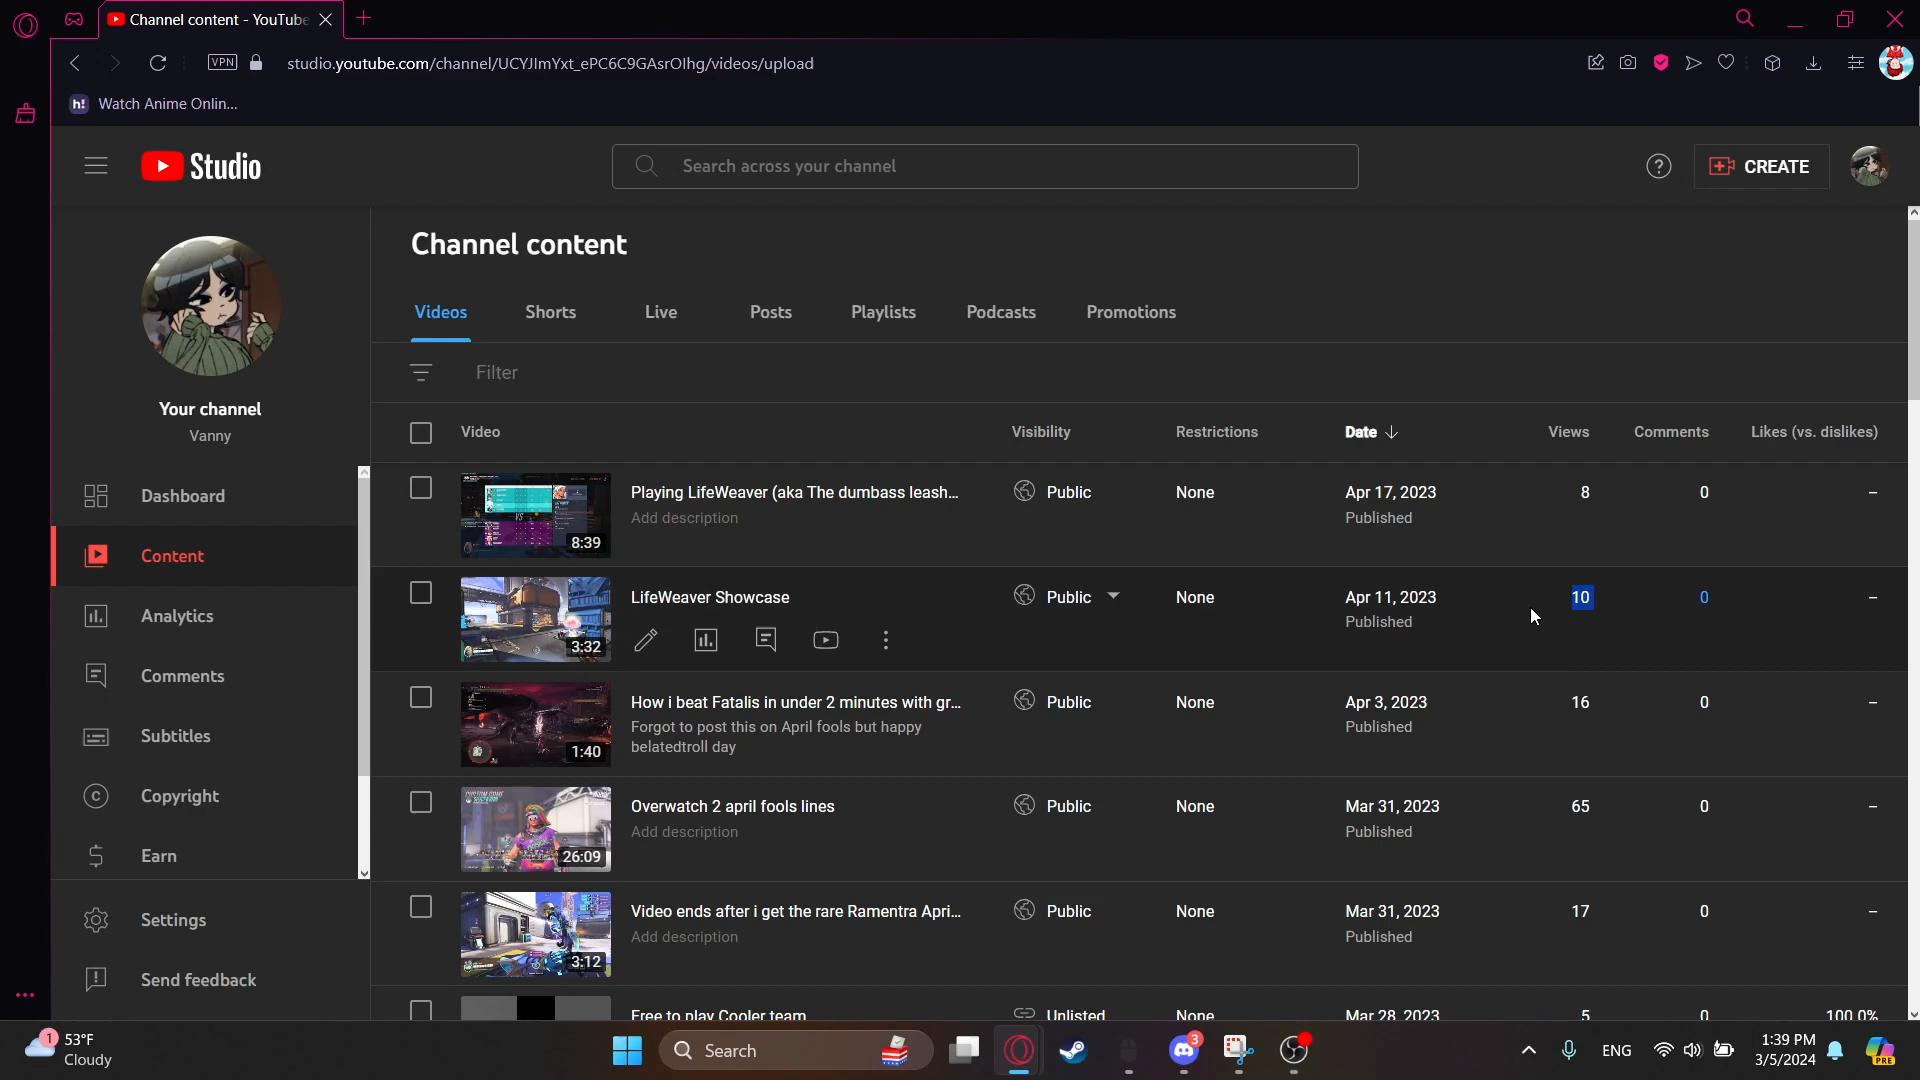 Channel content - YouTube
VPN
studio.youtube.com/channel/UCYJlmYxt_ePC6C9GAsrOlhg/videos/upload
h! Watch Anime Onlin...
Studio
Search across your channel
CREATE
Your channel
Vanny
Dashboard
Content
Analytics
Comments
Subtitles
Copyright
Earn
Settings
Send feedback
Channel content
Videos Shorts Live Posts Playlists Podcasts Promotions
Filter
Video Visibility Restrictions Date Views Comments Likes (vs. dislikes)
8:39
Playing LifeWeaver (aka The dumbass leash... Public None Apr 17, 2023 8 0 –
Add description Published
3:32
LifeWeaver Showcase Public None Apr 11, 2023 10 0 –
Published
1:40
How i beat Fatalis in under 2 minutes with gr... Public None Apr 3, 2023 16 0 –
Forgot to post this on April fools but happy Published
belatedtroll day
26:09
Overwatch 2 april fools lines Public None Mar 31, 2023 65 0 –
Add description Published
3:12
Video ends after i get the rare Ramentra Apri... Public None Mar 31, 2023 17 0 –
Add description Published
Free to play Cooler team Unlisted None Mar 28, 2023 5 0 100.0%
1
53°F
Cloudy
Search
3
ENG
1:39 PM
3/5/2024
PRE